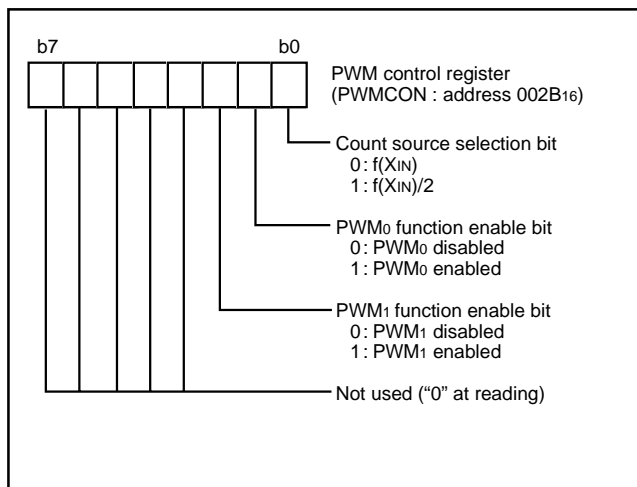 b7 b0
PWM control register
(PWMCON : address 002B16)
Count source selection bit
0: f(XIN)
1: f(XIN)/2
PWM0 function enable bit
0: PWM0 disabled
1: PWM0 enabled
PWM1 function enable bit
0: PWM1 disabled
1: PWM1 enabled
Not used (“0” at reading)